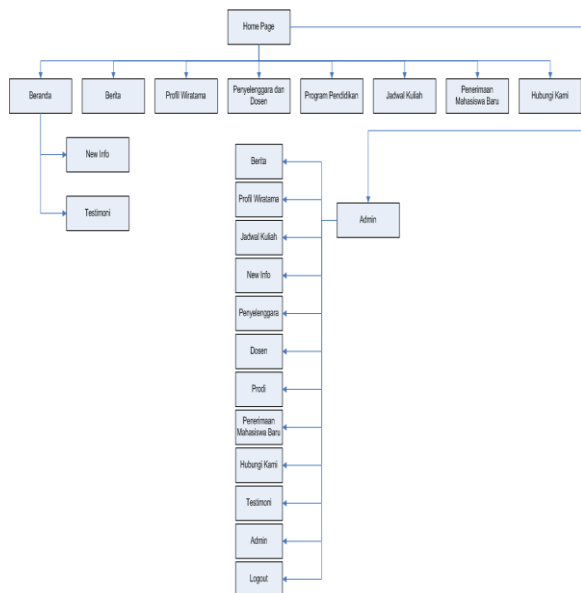 Home Page
Beranda
Berita
Profil Wiratama
Penyelenggara dan
Dosen
Program Pendidikan
Jadwal Kuliah
Penerimaan
Mahasiswa Baru
Hubungi Kami
New Info
Testimoni
Berita
Profil Wiratama
Jadwal Kuliah
New Info
Penyelenggara
Dosen
Prodi
Penerimaan
Mahasiswa Baru
Hubungi Kami
Testimoni
Admin
Logout
Admin